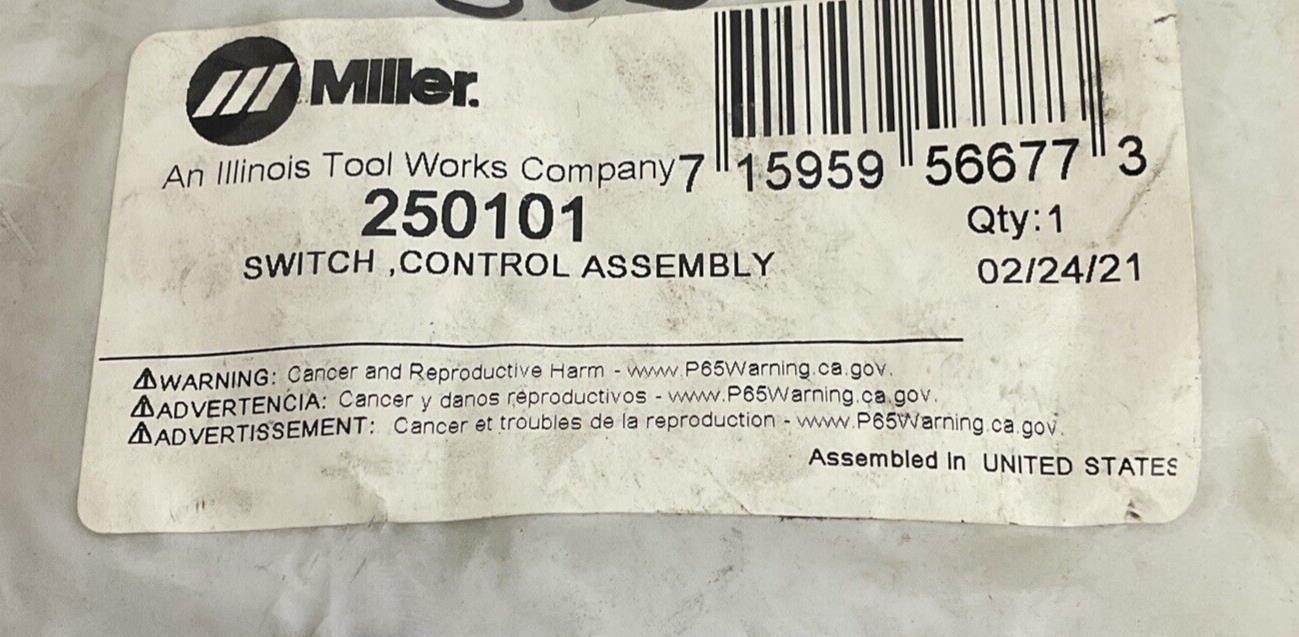 Miller.
An Illinois Tool Works Company
7 15959 56677 3
250101
Qty:1
SWITCH ,CONTROL ASSEMBLY
02/24/21
⚠WARNING: Cancer and Reproductive Harm - www.P65Warning.ca.gov.
⚠ADVERTENCIA: Cancer y danos reproductivos - www.P65Warning.ca.gov.
⚠ADVERTISSEMENT: Cancer et troubles de la reproduction - www.P65Warning.ca.gov.
Assembled In UNITED STATES